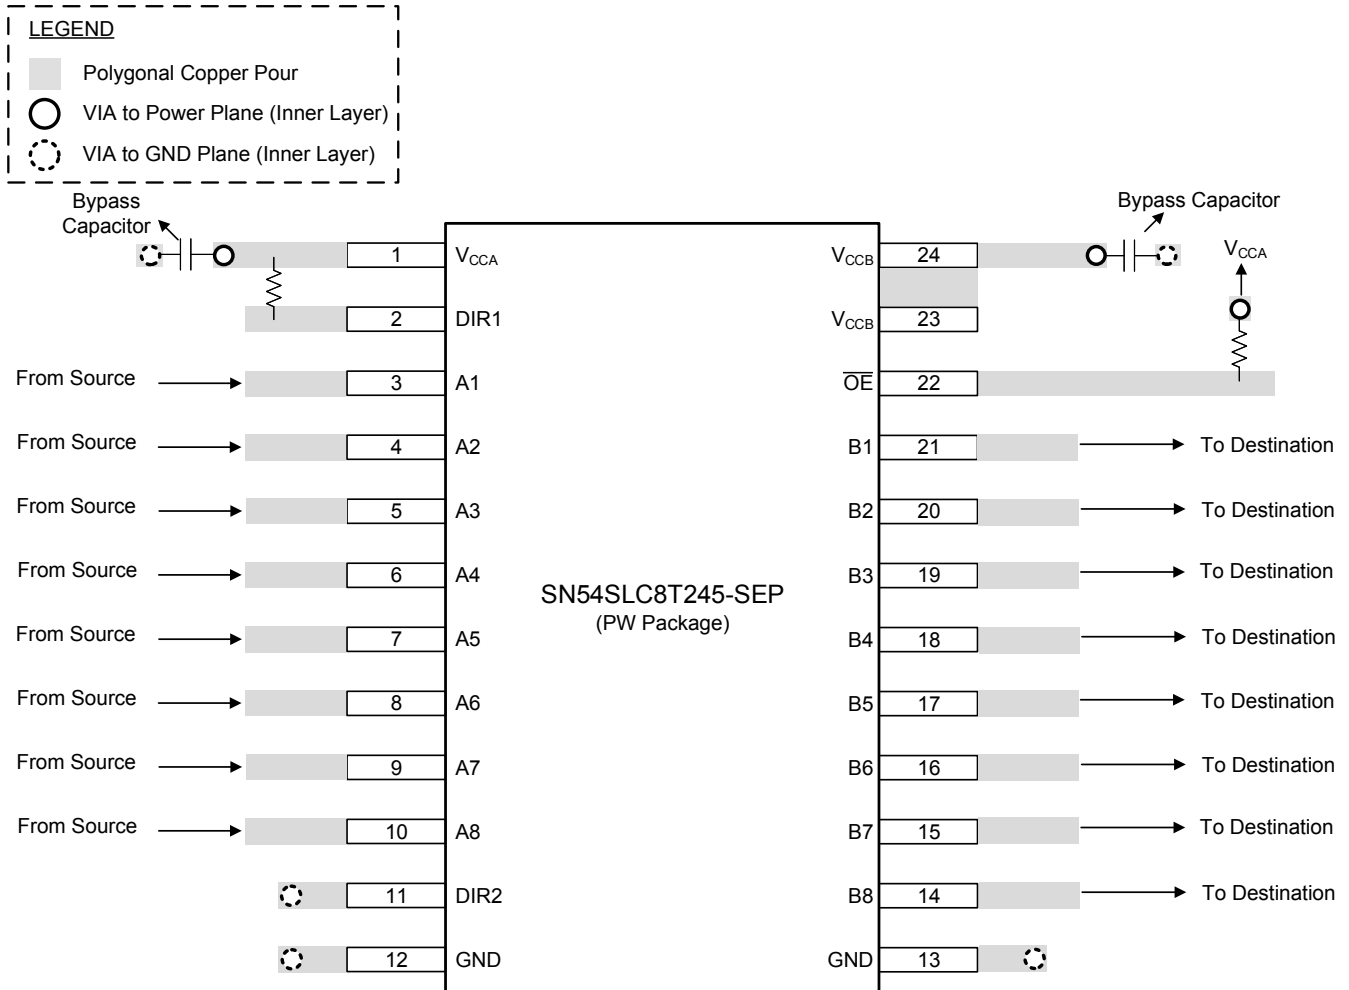 LEGEND
Polygonal Copper Pour
VIA to Power Plane (Inner Layer)
VIA to GND Plane (Inner Layer)
Bypass
Capacitor
Bypass Capacitor
1 VCCA VCCB 24
VCCA
2 DIR1 VCCB 23
From Source 3 A1 OE 22
From Source 4 A2 B1 21 To Destination
From Source 5 A3 B2 20 To Destination
From Source 6 A4 B3 19 To Destination
SN54SLC8T245-SEP
(PW Package)
From Source 7 A5 B4 18 To Destination
From Source 8 A6 B5 17 To Destination
From Source 9 A7 B6 16 To Destination
From Source 10 A8 B7 15 To Destination
11 DIR2 B8 14 To Destination
12 GND GND 13